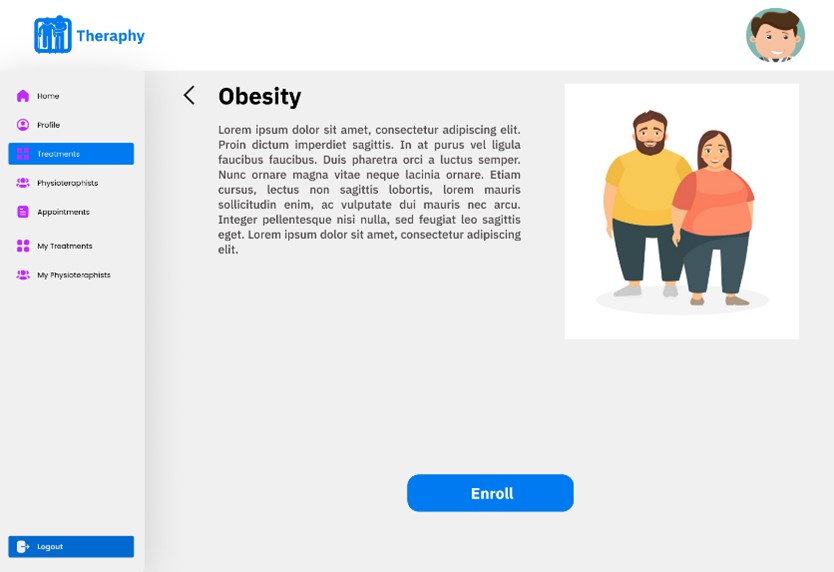 Theraphy
Home
Profile
Treatments
Physioteraphists
Appointments
My Treatments
My Physioteraphists
Logout
Obesity
Lorem ipsum dolor sit amet, consectetur adipiscing elit.
Proin dictum imperdiet sagittis. In at purus vel ligula
faucibus faucibus. Duis pharetra orci a luctus semper.
Nunc ornare magna vitae neque lacinia ornare. Etiam
cursus, lectus non sagittis lobortis, lorem mauris
sollicitudin enim, ac vulputate dui mauris nec arcu.
Integer pellentesque nisi nulla, sed feugiat leo sagittis
eget. Lorem ipsum dolor sit amet, consectetur adipiscing
elit.
Enroll